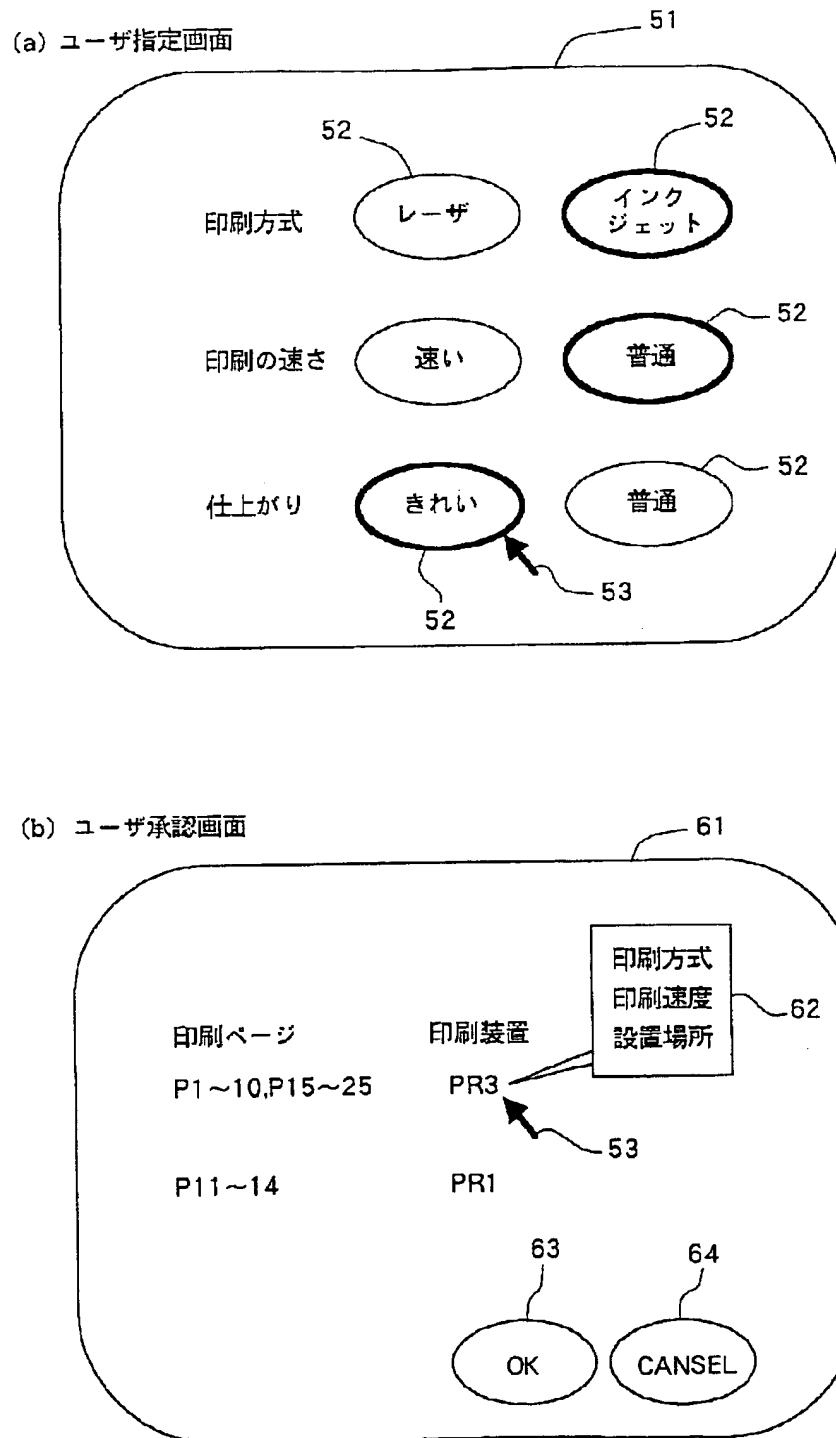 (a) ユーザ指定画面
51
52
52
印刷方式
レーザ
インク
ジェット
52
印刷の速さ
速い
普通
52
仕上がり
きれい
普通
53
52
(b) ユーザ承認画面
61
印刷方式
印刷速度
設置場所
62
印刷ページ
印刷装置
P1~10,P15~25
PR3
53
P11~14
PR1
63
64
OK
CANSEL